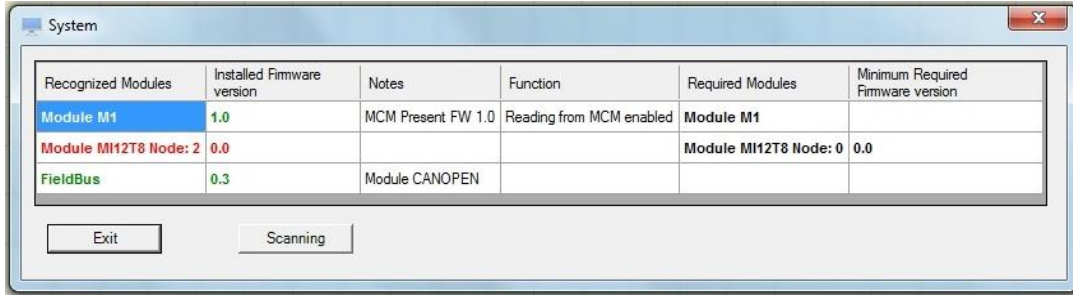 System
Recognized Modules Installed Firmware version Notes Function Required Modules Minimum Required Firmware version
Module M1 1.0 MCM Present FW 1.0 Reading from MCM enabled Module M1
Module MI12T8 Node: 2 0.0 Module MI12T8 Node: 0 0.0
FieldBus 0.3 Module CANOPEN
Exit Scanning